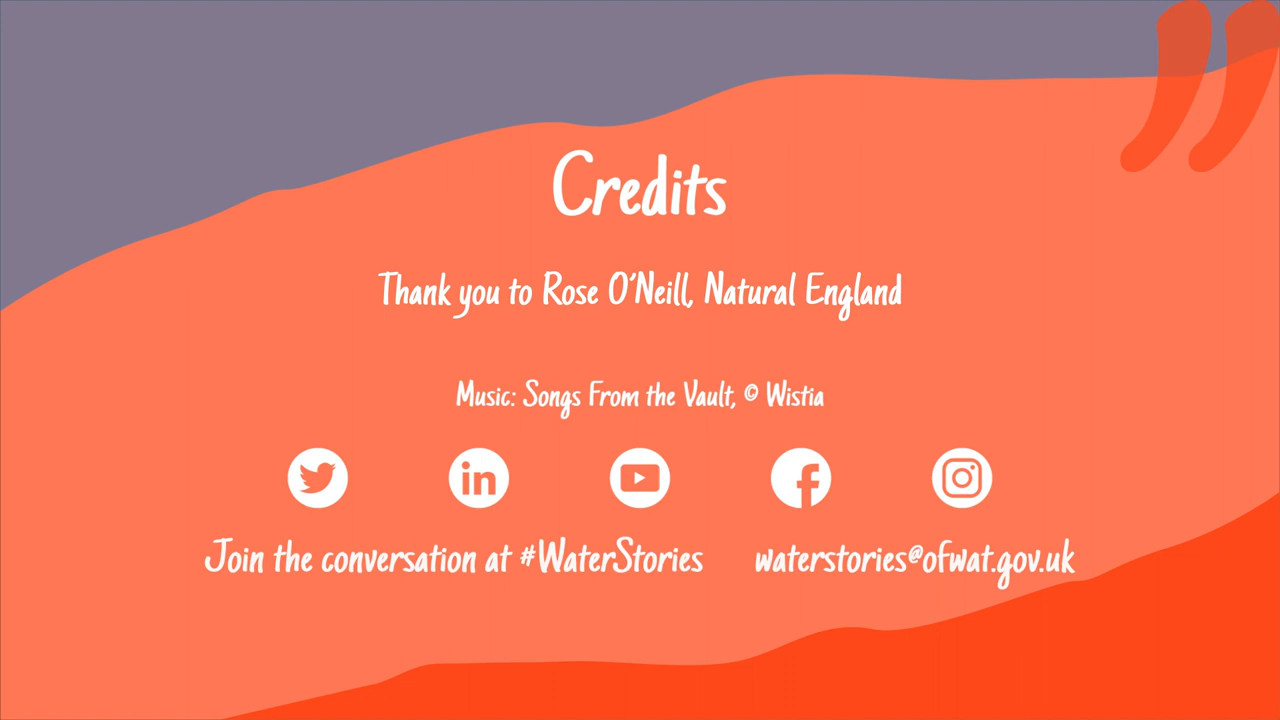 Credits
Thank you to Rose O'Neill, Natural England
Music: Songs From the Vault, © Wistia
Join the conversation at #WaterStories waterstories@ofwat.gov.uk